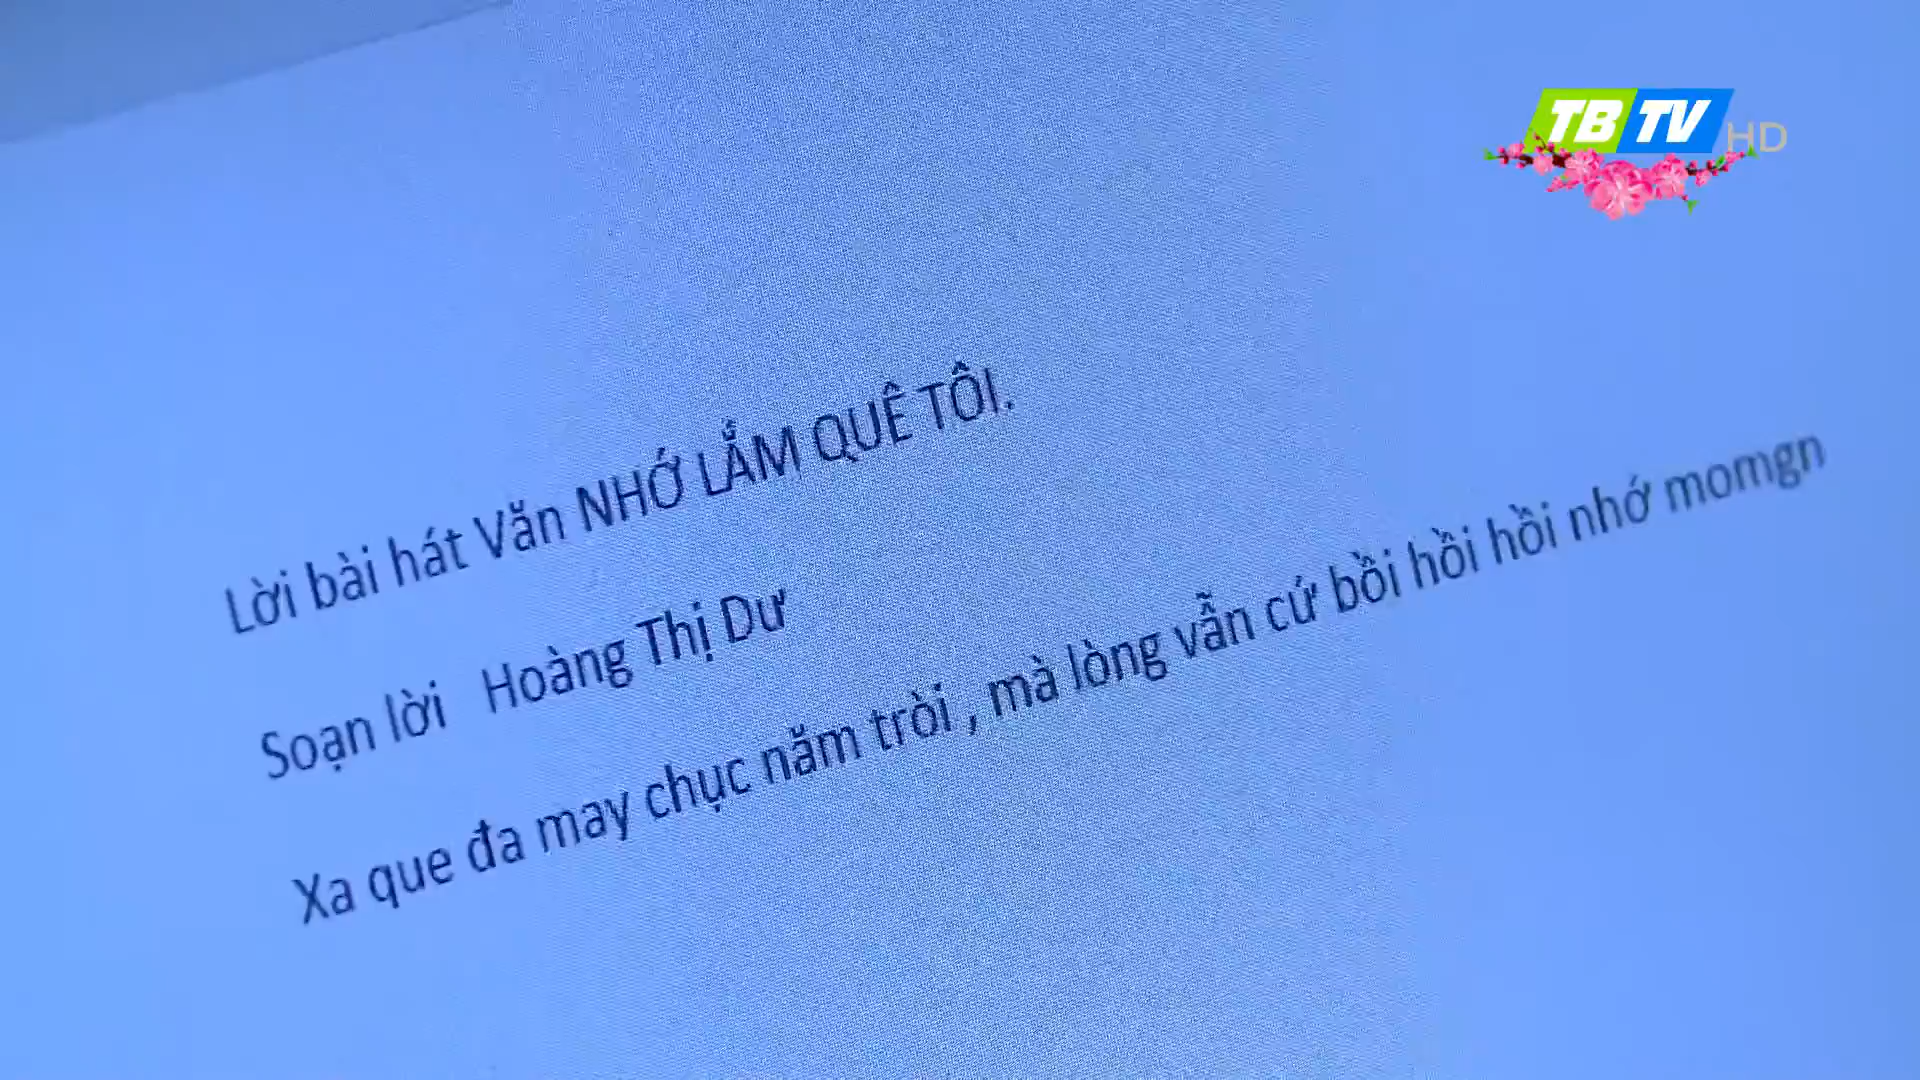 TBTV HD
Lời bài hát Văn NHỚ LẮM QUÊ TÔI.
Soạn lời Hoàng Thị Dư
Xa que đa may chục năm tròi , mà lòng vẫn cứ bồi hồi hồi nhớ momgn